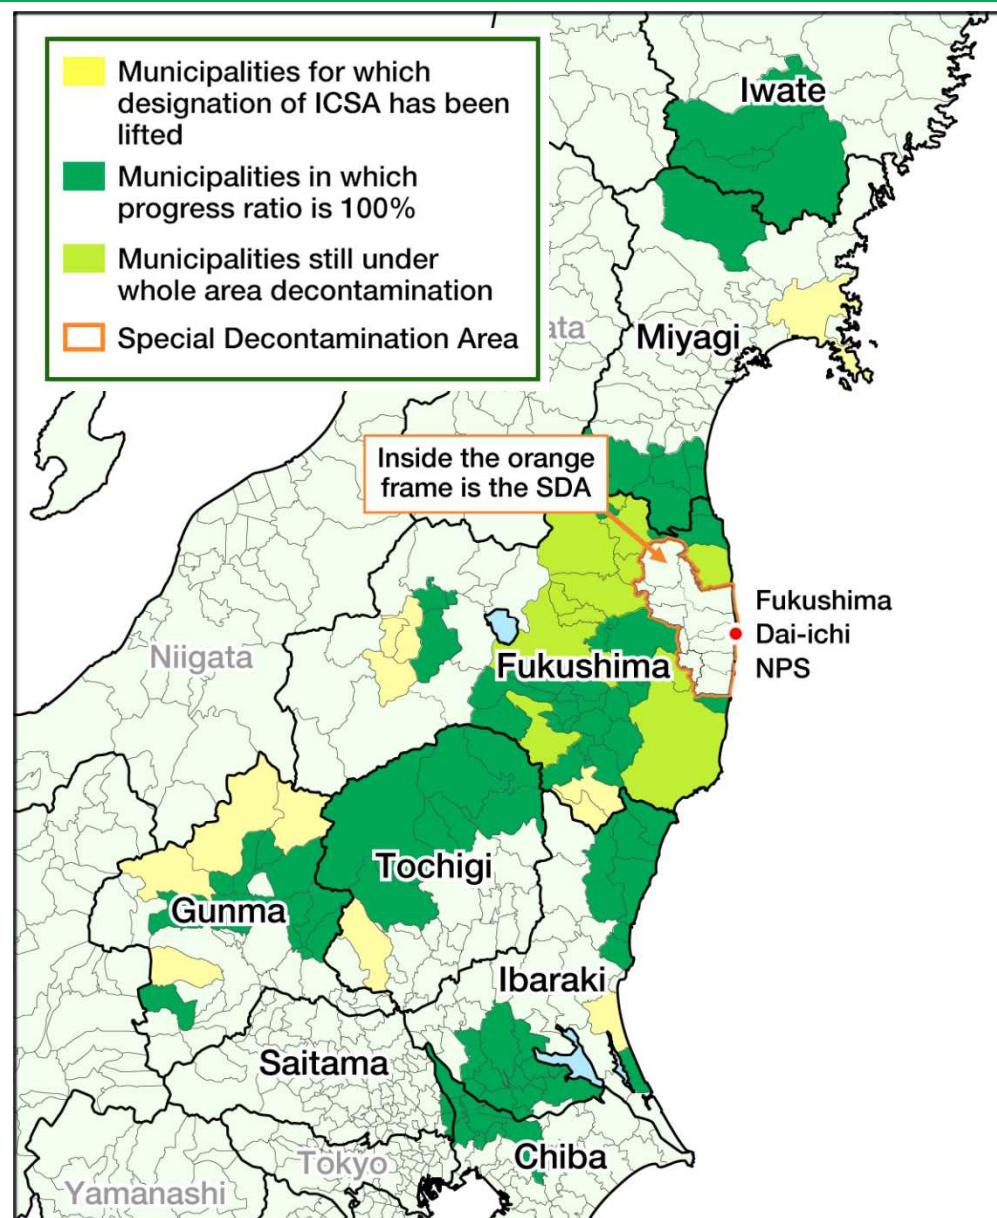 Municipalities for which
designation of ICSA has been
lifted
Municipalities in which
progress ratio is 100%
Municipalities still under
whole area decontamination
Special Decontamination Area
Iwate
ata
Miyagi
Inside the orange
frame is the SDA
Fukushima
Dai-ichi
NPS
Niigata
Fukushima
Tochigi
Gunma
Ibaraki
Saitama
Chiba
Tokyo
Yamanashi